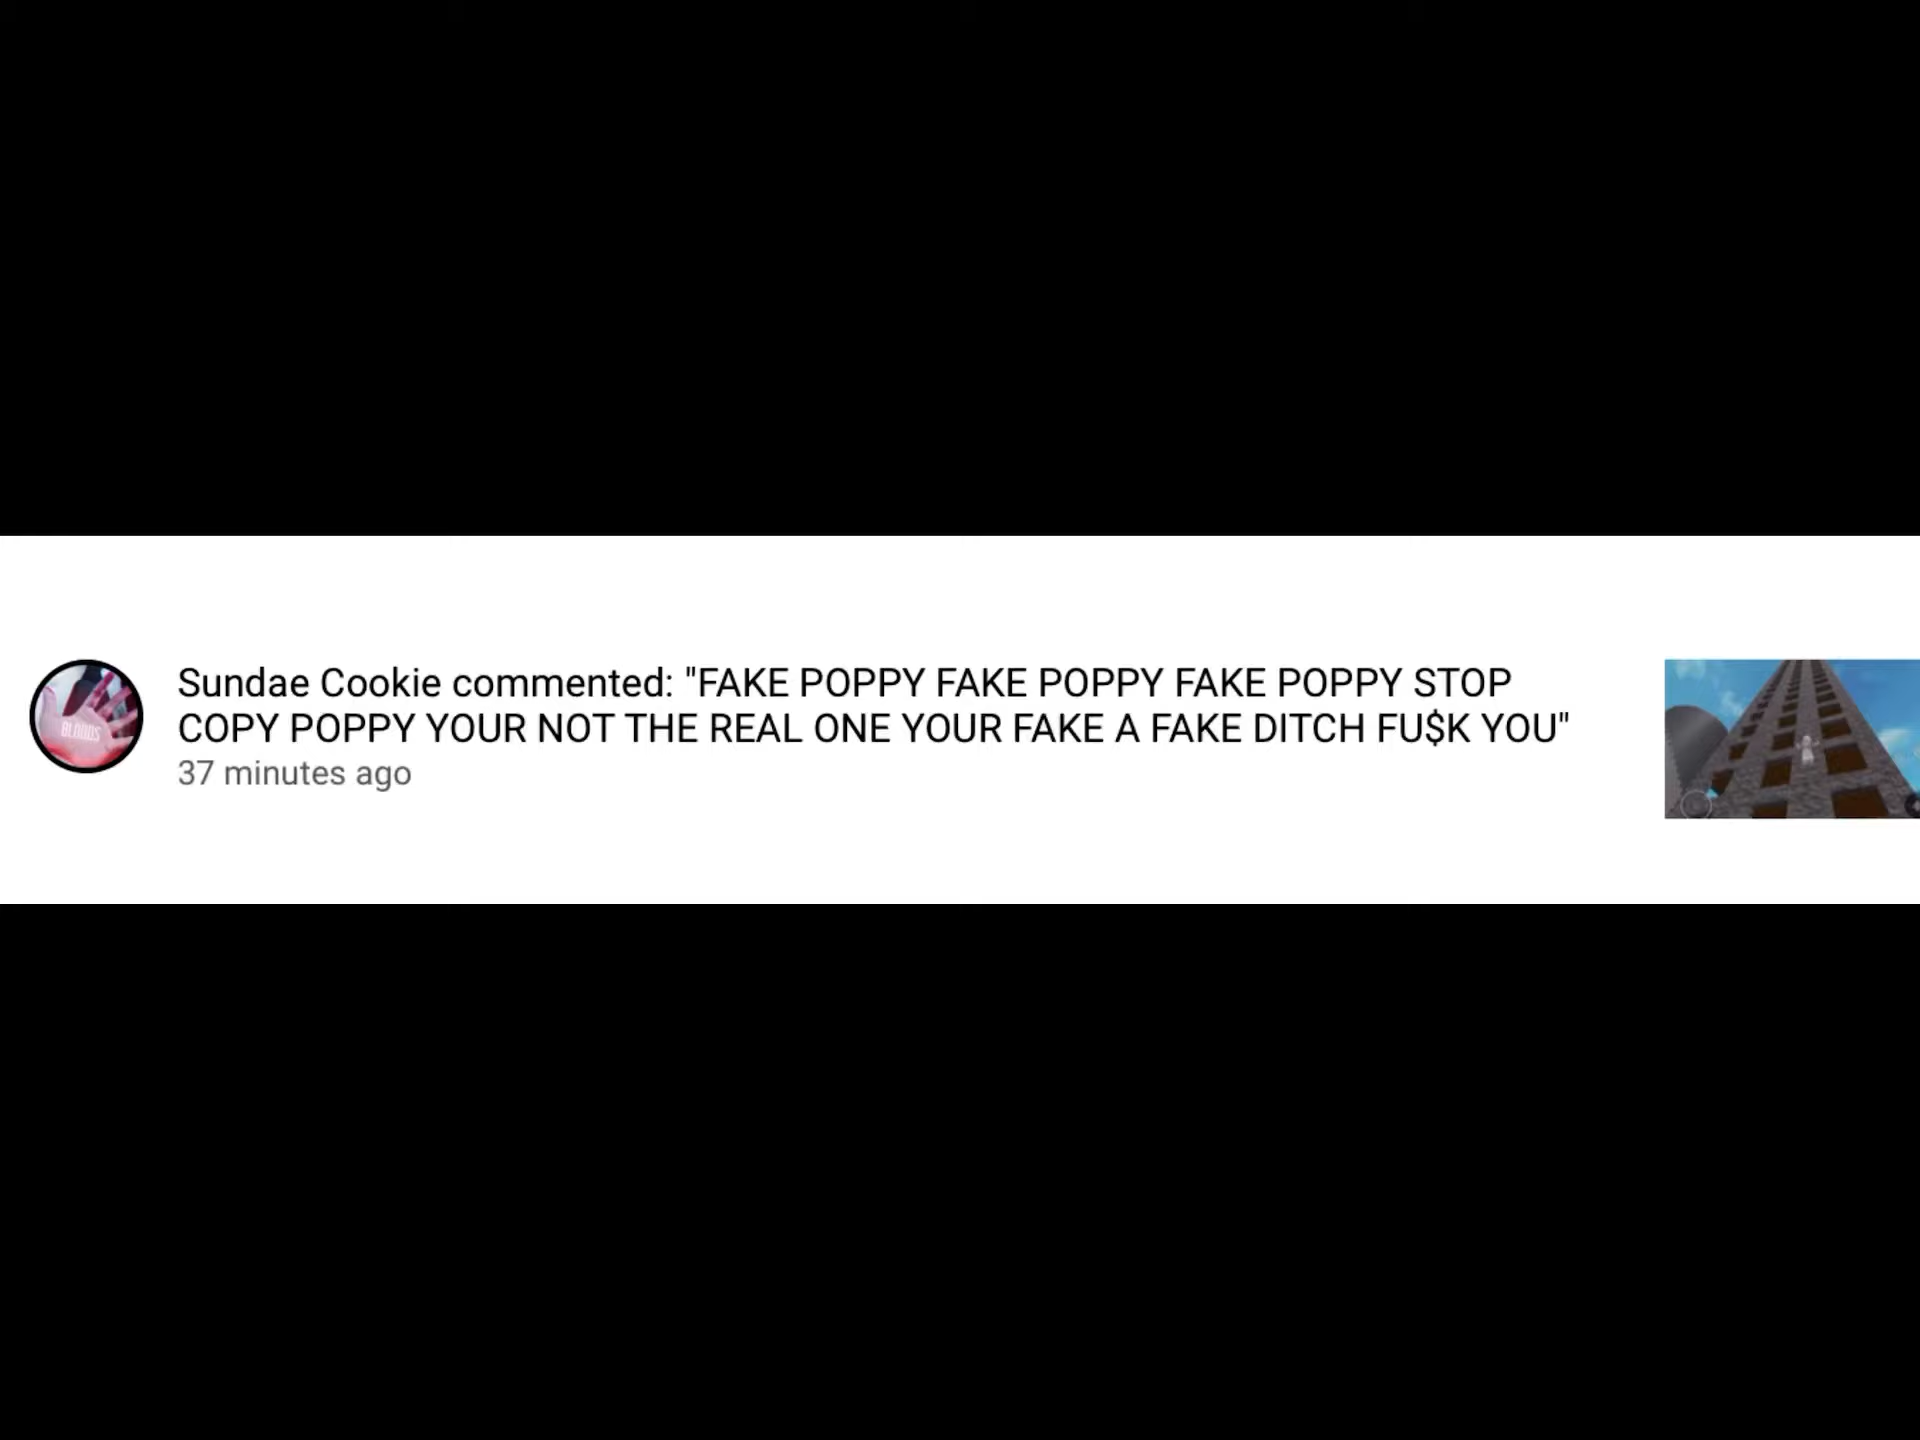 Sundae Cookie commented: "FAKE POPPY FAKE POPPY FAKE POPPY STOP
COPY POPPY YOUR NOT THE REAL ONE YOUR FAKE A FAKE DITCH FU$K YOU"
37 minutes ago
BLOODS